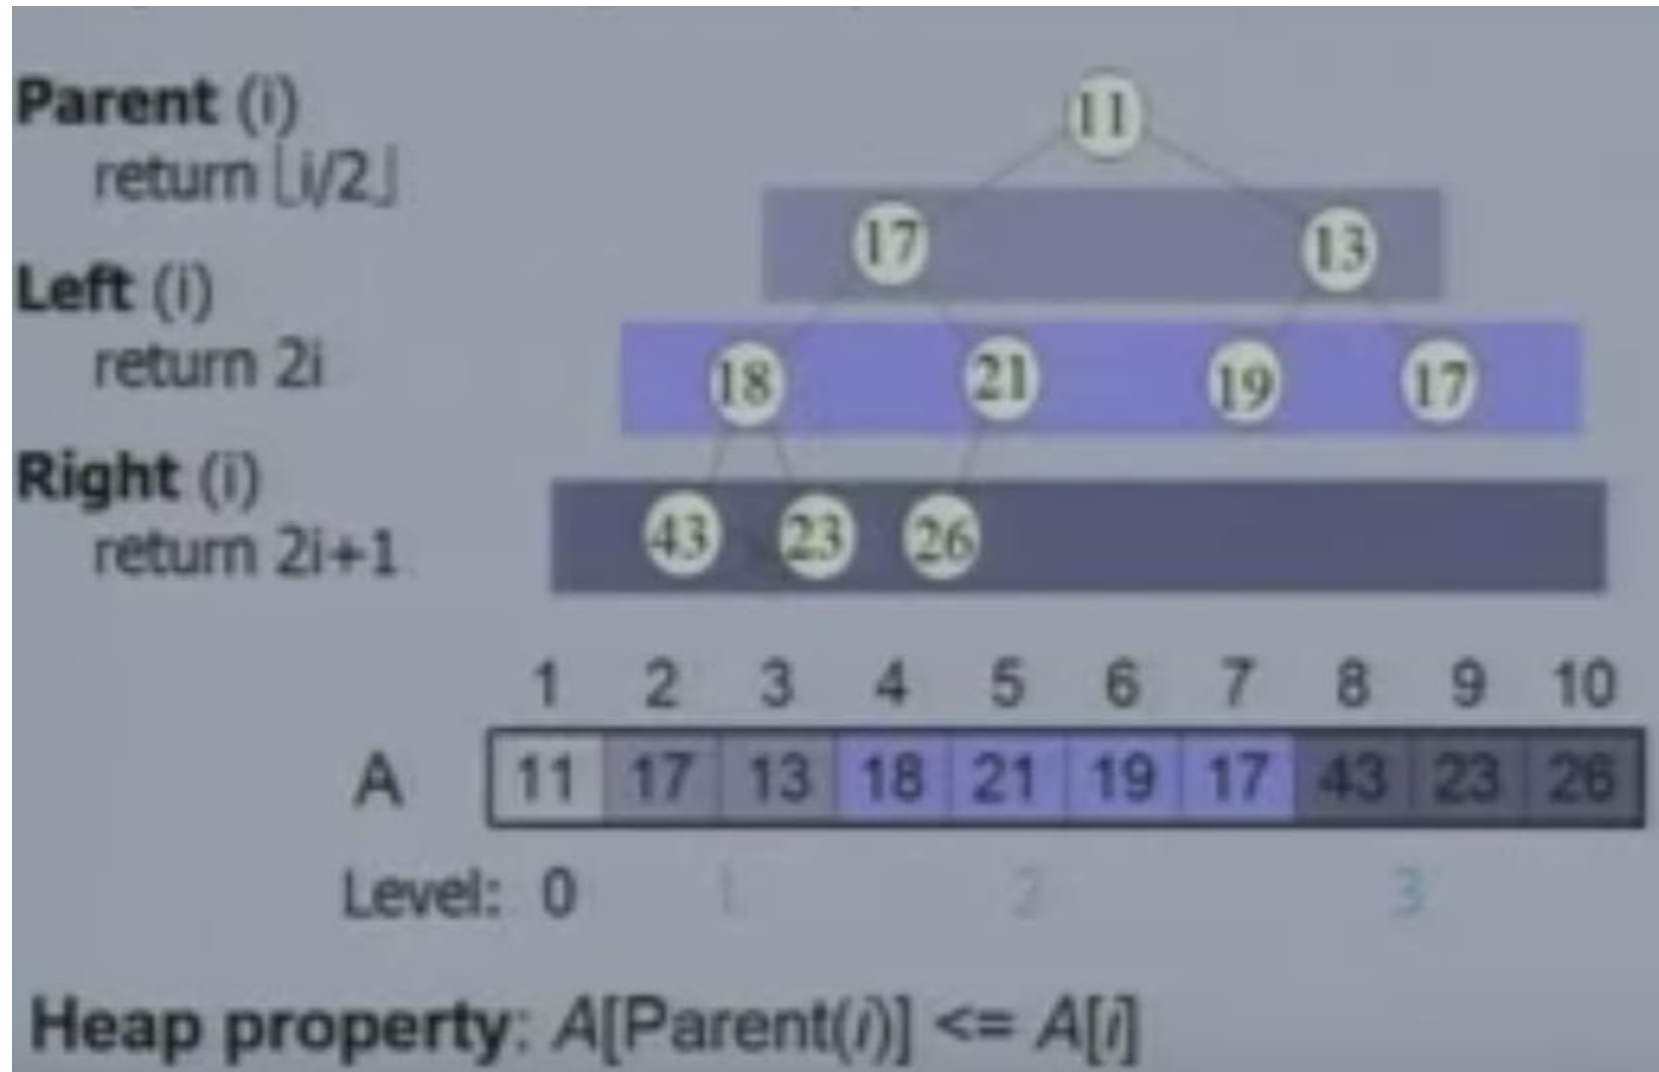 Parent (i)
return ⌊i/2⌋
Left (i)
return 2i
Right (i)
return 2i+1
11
17 13
18 21 19 17
43 23 26
1 2 3 4 5 6 7 8 9 10
A 11 17 13 18 21 19 17 43 23 26
Level: 0 1 2 3
Heap property: A[Parent(i)] <= A[i]